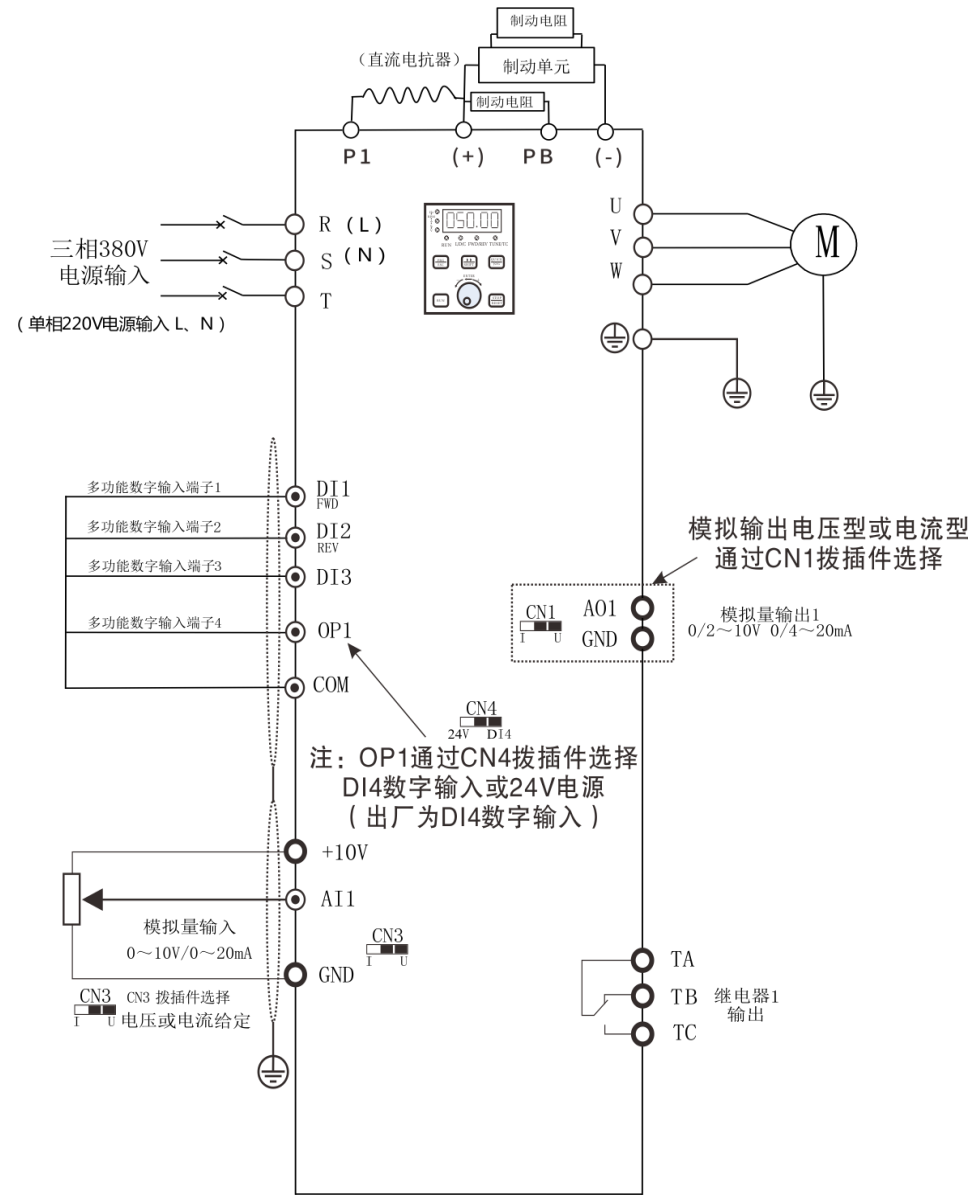 制动电阻
制动单元
(直流电抗器)
制动电阻
P1
(+)
PB
(-)
050.00
三相380V
电源输入
(单相220V电源输入 L、N)
R (L)
S (N)
T
U
V
W
M
多功能数字输入端子1
DI1
FWD
多功能数字输入端子2
DI2
REV
多功能数字输入端子3
DI3
多功能数字输入端子4
OP1
COM
模拟输出电压型或电流型
通过CN1拨插件选择
CN1
I U
AO1
GND
模拟量输出1
0/2～10V 0/4～20mA
CN4
24V DI4
注：OP1通过CN4拨插件选择
DI4数字输入或24V电源
(出厂为DI4数字输入)
+10V
AI1
模拟量输入
0～10V/0～20mA
GND
CN3
I U
CN3 拨插件选择
电压或电流给定
CN3
I U
TA
TB
TC
继电器1
输出